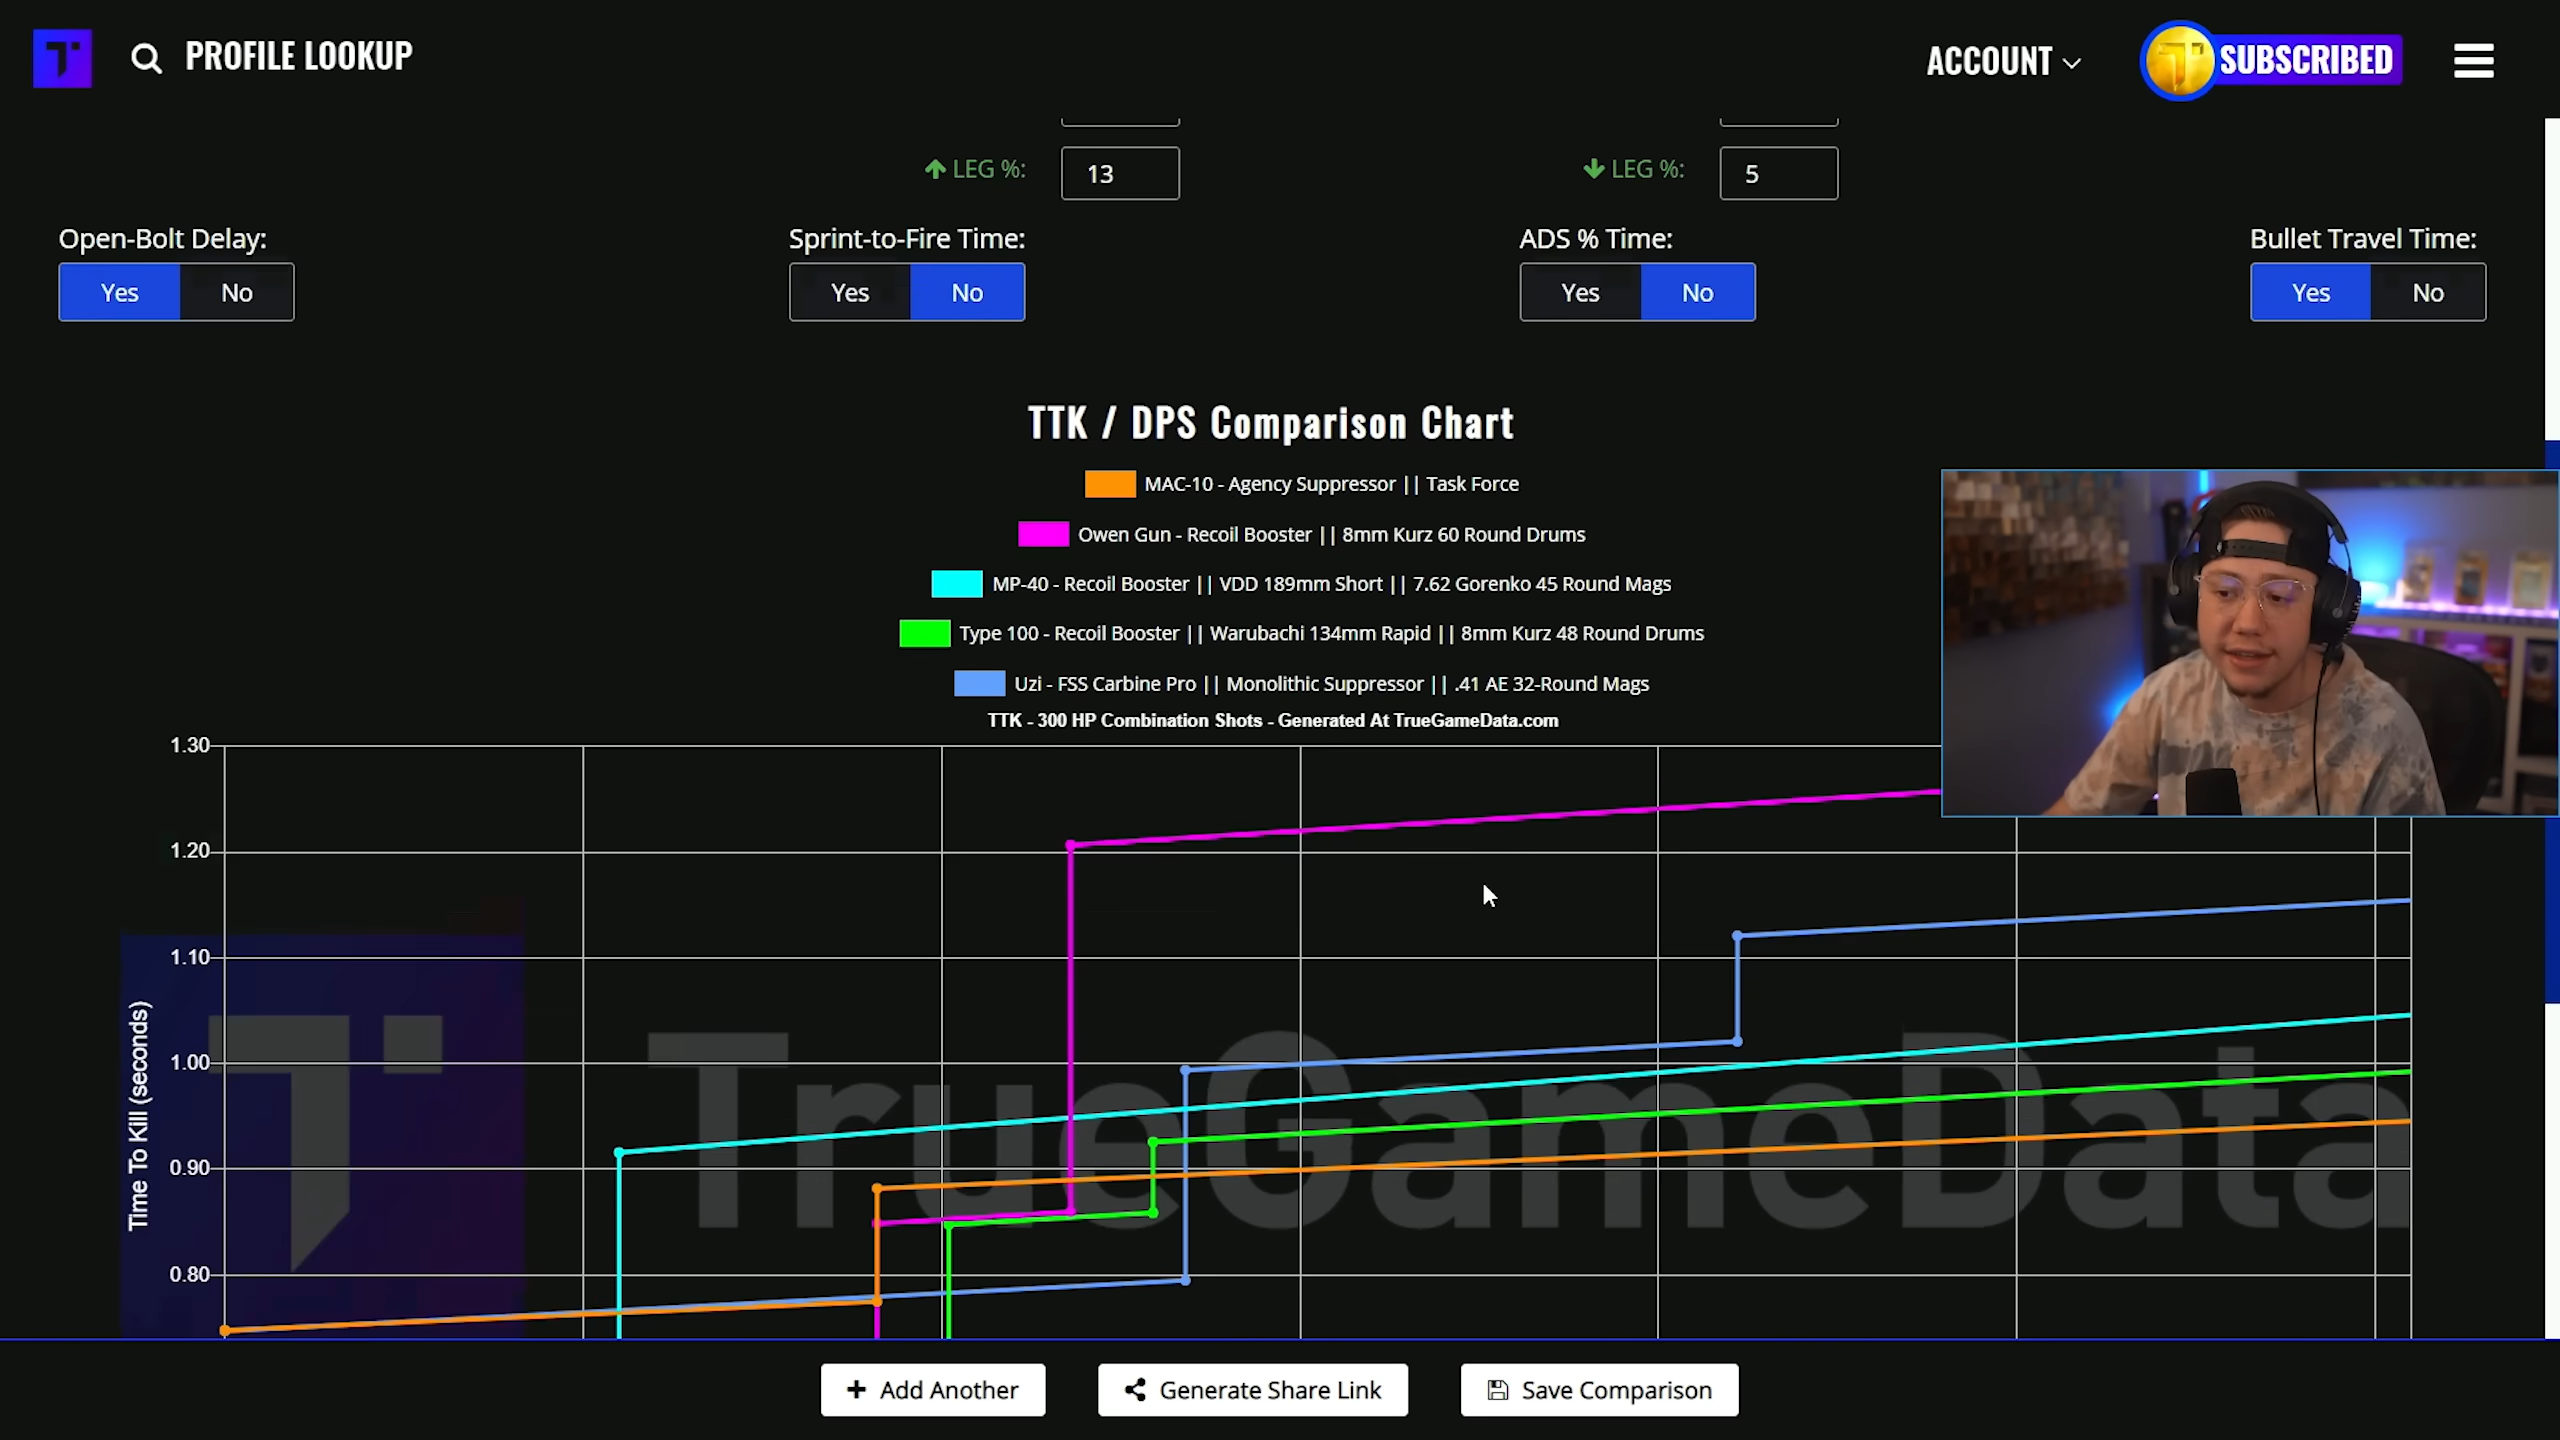 PROFILE LOOKUP
ACCOUNT
SUBSCRIBED
LEG %: 13
LEG %: 5
Open-Bolt Delay:
Yes No
Sprint-to-Fire Time:
Yes No
ADS % Time:
Yes No
Bullet Travel Time:
Yes No
TTK / DPS Comparison Chart
MAC-10 - Agency Suppressor || Task Force
Owen Gun - Recoil Booster || 8mm Kurz 60 Round Drums
MP-40 - Recoil Booster || VDD 189mm Short || 7.62 Gorenko 45 Round Mags
Type 100 - Recoil Booster || Warubachi 134mm Rapid || 8mm Kurz 48 Round Drums
Uzi - FSS Carbine Pro || Monolithic Suppressor || .41 AE 32-Round Mags
TTK - 300 HP Combination Shots - Generated At TrueGameData.com
1.30
1.20
1.10
1.00
0.90
0.80
Time To Kill (seconds)
TrueGameData
Add Another
Generate Share Link
Save Comparison